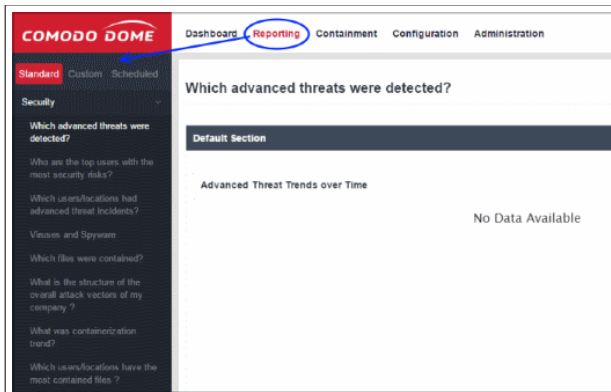 COMODO DOME
Dashboard Reporting Containment Configuration Administration
Standard Custom Scheduled
Security
Which advanced threats were
detected?
Who are the top users with the
most security risks?
Which users/locations had
advanced threat incidents?
Viruses and Spyware
Which files were contained?
What is the structure of the
overall attack vectors of my
company ?
What was containerization
trend?
Which users/locations have the
most contained files ?
Which advanced threats were detected?
Default Section
Advanced Threat Trends over Time
No Data Available